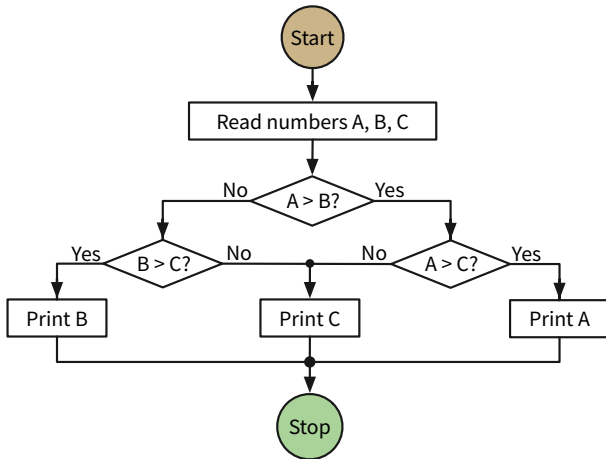 Start
Read numbers A, B, C
No
A > B?
Yes
Yes
B > C?
No
No
A > C?
Yes
Print B
Print C
Print A
Stop